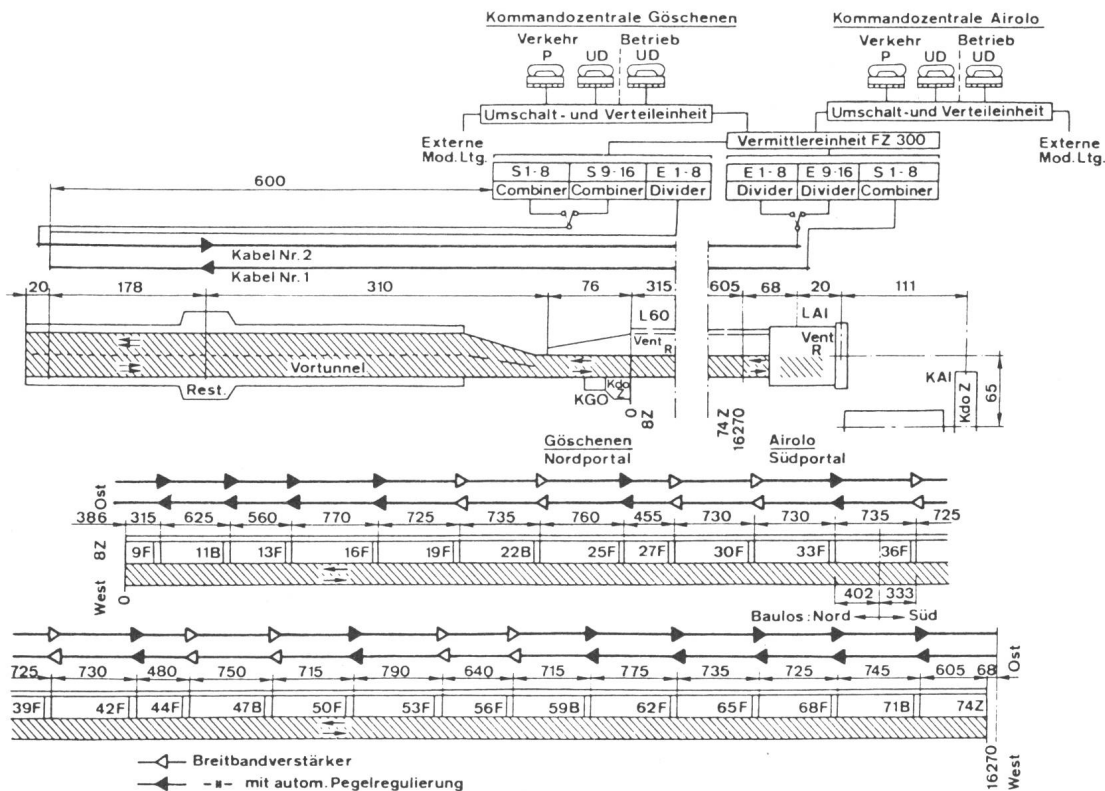 Kommandozentrale Göschenen Kommandozentrale Airolo
Verkehr Betrieb Verkehr Betrieb
P UD UD P UD UD
Umschalt- und Verteileinheit Umschalt- und Verteileinheit
Externe Mod.Ltg. Vermittlereinheit FZ 300 Externe Mod.Ltg.
S 1-8 S 9-16 E 1-8 E 1-8 E 9-16 S 1-8
Combiner Combiner Divider Divider Divider Combiner
600
Kabel Nr. 2
Kabel Nr. 1
20 178 310 76 315 605 68 20 111
L60 LAI
Vent R Vent R
Vortunnel
Rest. KGO Kdo Z KAI Kdo Z 65
0 8Z 74Z 16270
Göschenen Airolo
Nordportal Südportal
Ost
386 315 625 560 770 725 735 760 455 730 730 735 725
8Z 9F 11B 13F 16F 19F 22B 25F 27F 30F 33F 36F
West 0
402 333
Baulos: Nord Süd
725 730 480 750 715 790 640 715 775 735 725 745 605 68 Ost
39F 42F 44F 47B 50F 53F 56F 59B 62F 65F 68F 71B 74Z
16270 West
Breitbandverstärker
-"- mit autom. Pegelregulierung